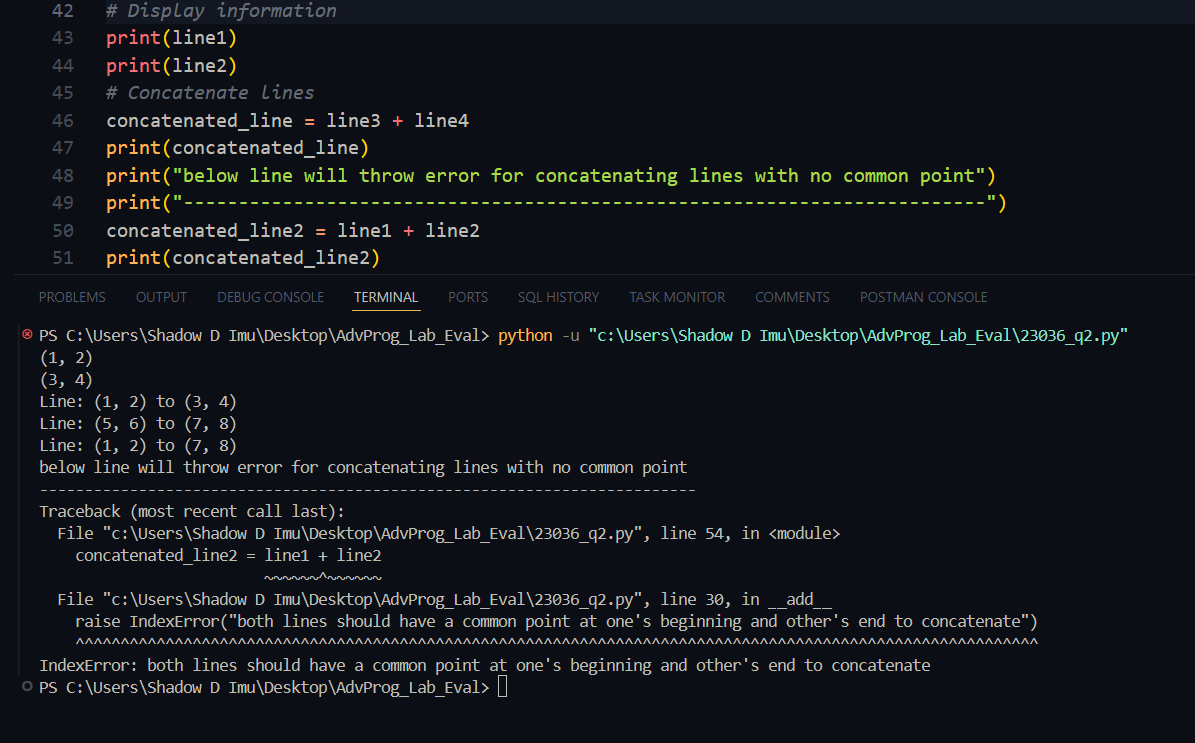 42 # Display information
43 print(line1)
44 print(line2)
45 # Concatenate lines
46 concatenated_line = line3 + line4
47 print(concatenated_line)
48 print("below line will throw error for concatenating lines with no common point")
49 print("-------------------------------------------------------------------------")
50 concatenated_line2 = line1 + line2
51 print(concatenated_line2)
PROBLEMS OUTPUT DEBUG CONSOLE TERMINAL PORTS SQL HISTORY TASK MONITOR COMMENTS POSTMAN CONSOLE
PS C:\Users\Shadow D Imu\Desktop\AdvProg_Lab_Eval> python -u "c:\Users\Shadow D Imu\Desktop\AdvProg_Lab_Eval\23036_q2.py"
(1, 2)
(3, 4)
Line: (1, 2) to (3, 4)
Line: (5, 6) to (7, 8)
Line: (1, 2) to (7, 8)
below line will throw error for concatenating lines with no common point
-------------------------------------------------------------------------
Traceback (most recent call last):
  File "c:\Users\Shadow D Imu\Desktop\AdvProg_Lab_Eval\23036_q2.py", line 54, in <module>
    concatenated_line2 = line1 + line2
                         ~~~~~~^~~~~~~
  File "c:\Users\Shadow D Imu\Desktop\AdvProg_Lab_Eval\23036_q2.py", line 30, in __add__
    raise IndexError("both lines should have a common point at one's beginning and other's end to concatenate")
    ^^^^^^^^^^^^^^^^^^^^^^^^^^^^^^^^^^^^^^^^^^^^^^^^^^^^^^^^^^^^^^^^^^^^^^^^^^^^^^^^^^^^^^^^^^^^^^^^^^^^^^^^^^^
IndexError: both lines should have a common point at one's beginning and other's end to concatenate
PS C:\Users\Shadow D Imu\Desktop\AdvProg_Lab_Eval>